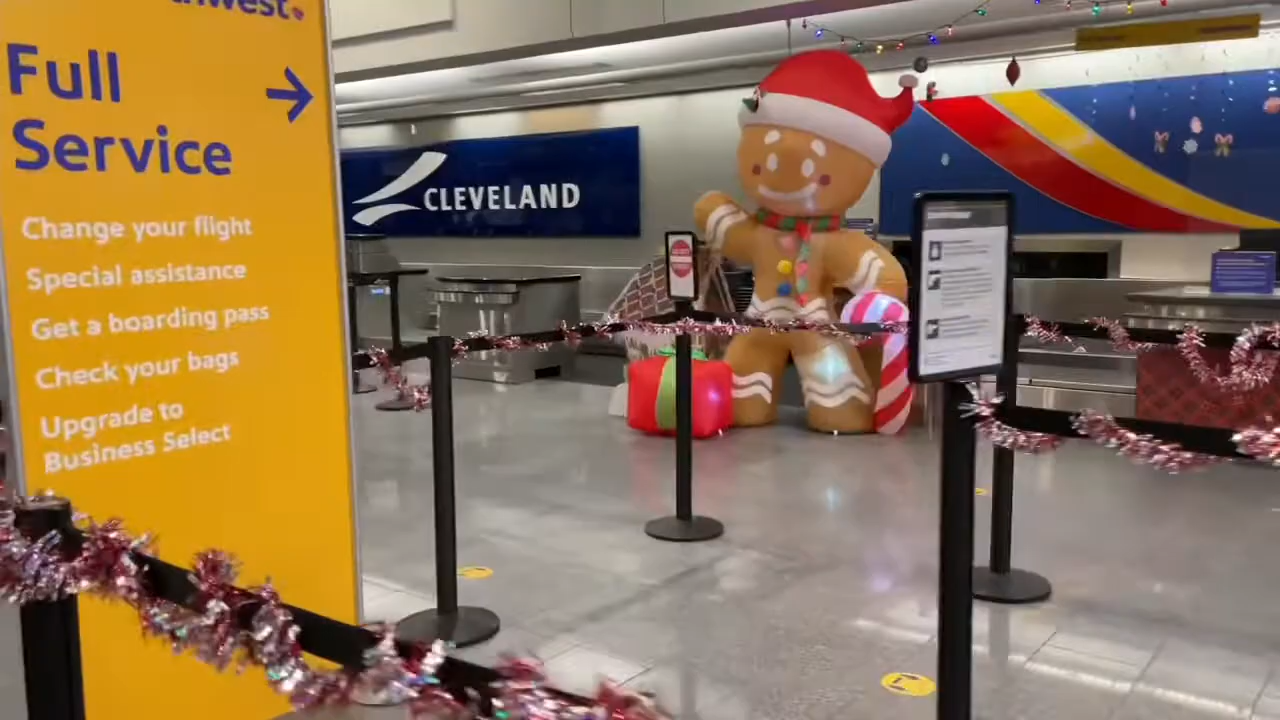 Full
Service
Change your flight
Special assistance
Get a boarding pass
Check your bags
Upgrade to
Business Select
CLEVELAND